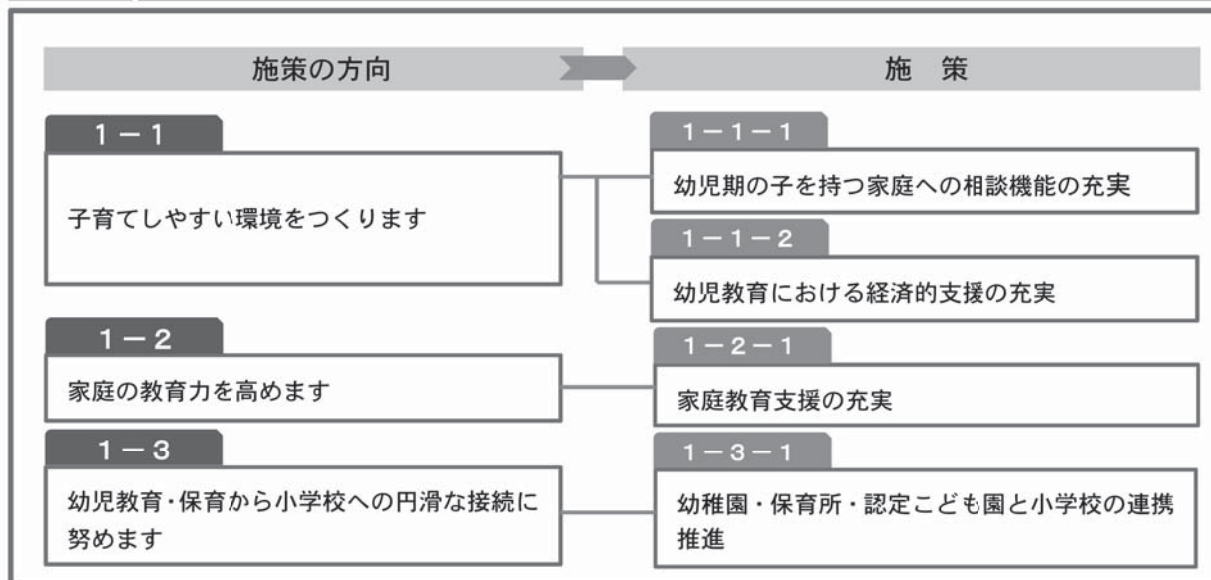 施策の方向
施　策
１－１
子育てしやすい環境をつくります
１－１－１
幼児期の子を持つ家庭への相談機能の充実
１－１－２
幼児教育における経済的支援の充実
１－２
家庭の教育力を高めます
１－２－１
家庭教育支援の充実
１－３
幼児教育・保育から小学校への円滑な接続に
努めます
１－３－１
幼稚園・保育所・認定こども園と小学校の連携
推進